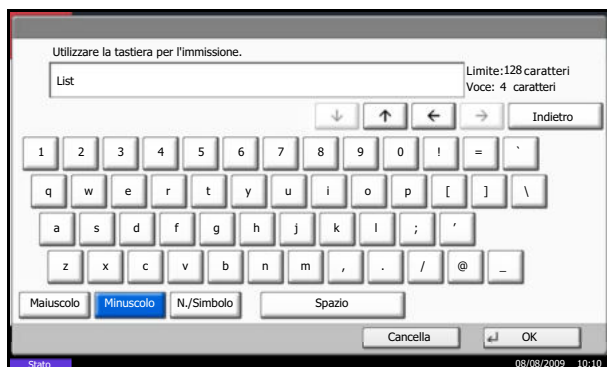 Utilizzare la tastiera per l'immissione.
List
Limite:128 caratteri
Voce: 4 caratteri
Indietro
1 2 3 4 5 6 7 8 9 0 ! = `
q w e r t y u i o p [ ] \
a s d f g h j k l ; '
z x c v b n m , . / @ _
Maiuscolo Minuscolo N./Simbolo Spazio
Cancella OK
Stato 08/08/2009 10:10